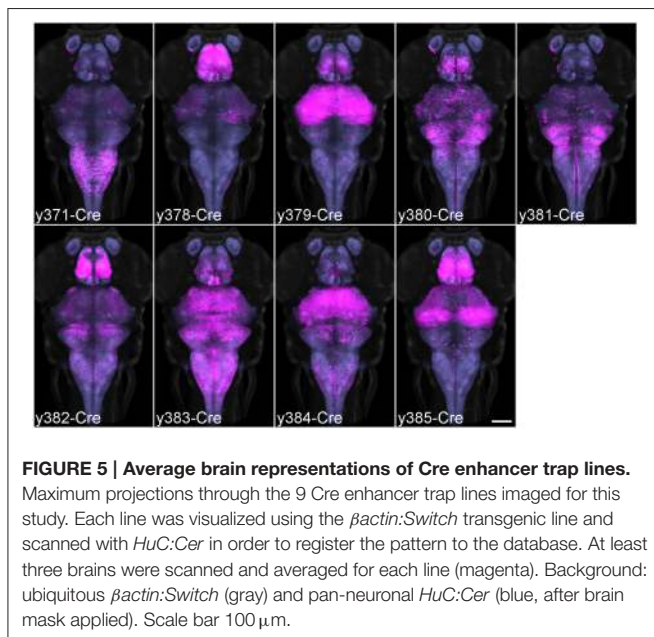 y371-Cre y378-Cre y379-Cre y380-Cre y381-Cre
y382-Cre y383-Cre y384-Cre y385-Cre
FIGURE 5 | Average brain representations of Cre enhancer trap lines.
Maximum projections through the 9 Cre enhancer trap lines imaged for this
study. Each line was visualized using the βactin:Switch transgenic line and
scanned with HuC:Cer in order to register the pattern to the database. At least
three brains were scanned and averaged for each line (magenta). Background:
ubiquitous βactin:Switch (gray) and pan-neuronal HuC:Cer (blue, after brain
mask applied). Scale bar 100 μm.